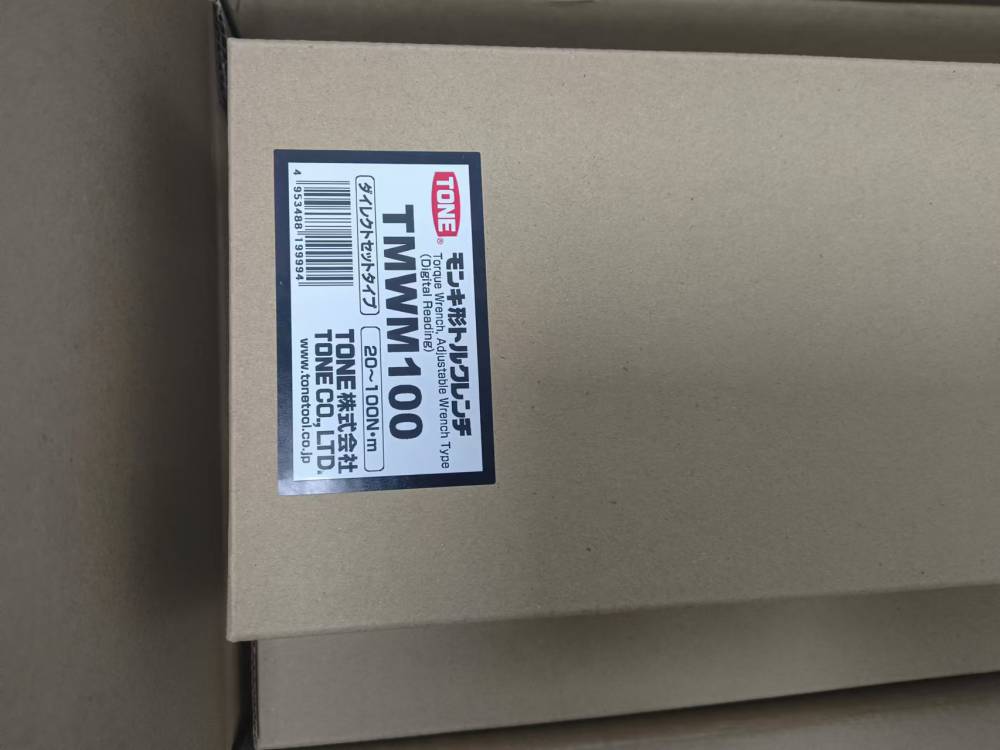 TONE®
モンキ形トルクレンチ
Torque Wrench, Adjustable Wrench Type
(Digital Reading)
TMWM100
ダイレクトセットタイプ 20～100N・m
4 953488 199994
TONE株式会社
TONE CO., LTD.
www.tonetool.co.jp